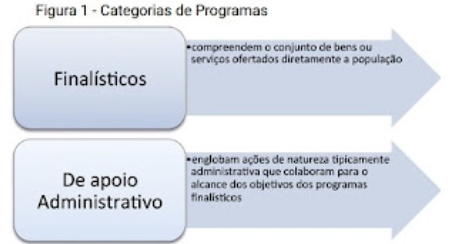 Figura 1 - Categorias de Programas
Finalísticos
•compreendem o conjunto de bens ou
serviços ofertados diretamente a população
De apoio
Administrativo
•englobam ações de natureza tipicamente
administrativa que colaboram para o
alcance dos objetivos dos programas
finalísticos